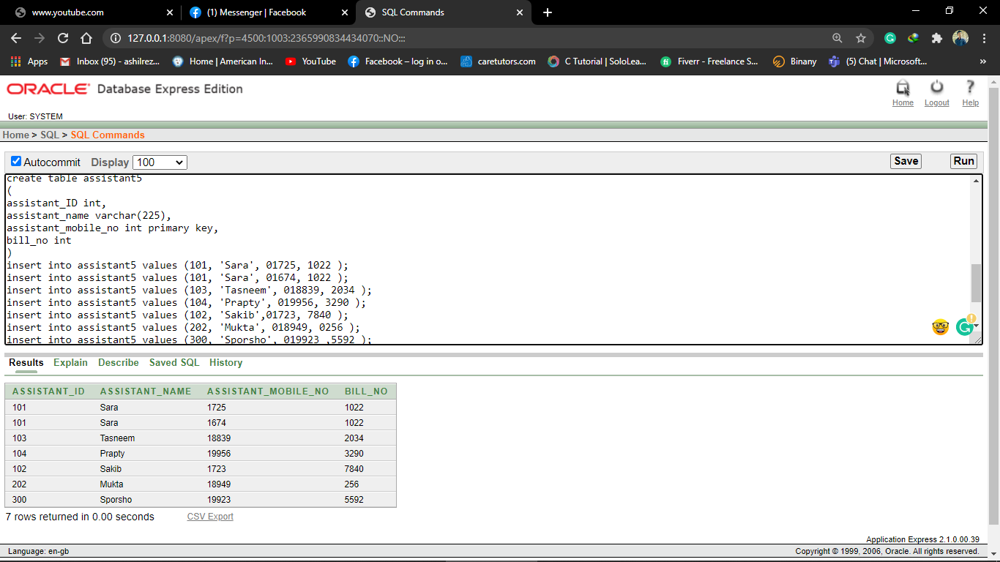 www.youtube.com
(1) Messenger | Facebook
SQL Commands
127.0.0.1:8080/apex/f?p=4500:1003:2365990834434070::NO:::
Apps
Inbox (95) - ashilrez...
Home | American In...
YouTube
Facebook – log in o...
caretutors.com
C Tutorial | SoloLea...
Fiverr - Freelance S...
Binany
(5) Chat | Microsoft...
»
ORACLE Database Express Edition
Home
Logout
Help
User: SYSTEM
Home > SQL > SQL Commands
Autocommit Display 100
Save
Run
create table assistant5
(
assistant_ID int,
assistant_name varchar(225),
assistant_mobile_no int primary key,
bill_no int
)
insert into assistant5 values (101, 'Sara', 01725, 1022 );
insert into assistant5 values (101, 'Sara', 01674, 1022 );
insert into assistant5 values (103, 'Tasneem', 018839, 2034 );
insert into assistant5 values (104, 'Prapty', 019956, 3290 );
insert into assistant5 values (102, 'Sakib',01723, 7840 );
insert into assistant5 values (202, 'Mukta', 018949, 0256 );
insert into assistant5 values (300, 'Sporsho', 019923 ,5592 );
Results Explain Describe Saved SQL History
ASSISTANT_ID ASSISTANT_NAME ASSISTANT_MOBILE_NO BILL_NO
101 Sara 1725 1022
101 Sara 1674 1022
103 Tasneem 18839 2034
104 Prapty 19956 3290
102 Sakib 1723 7840
202 Mukta 18949 256
300 Sporsho 19923 5592
7 rows returned in 0.00 seconds
CSV Export
Application Express 2.1.0.00.39
Language: en-gb
Copyright © 1999, 2006, Oracle. All rights reserved.